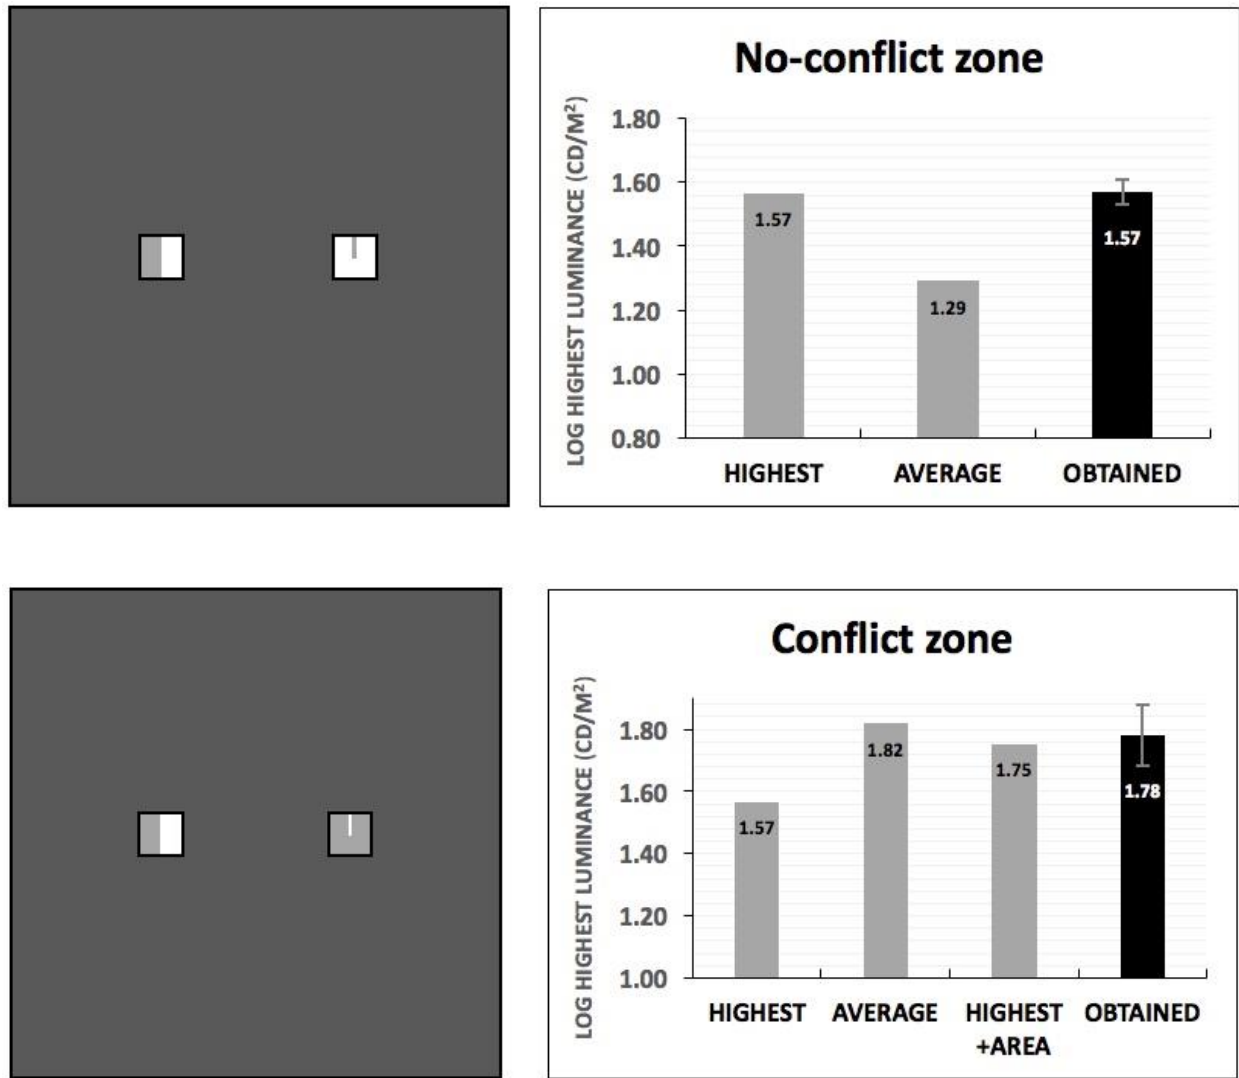 No-conflict zone
LOG HIGHEST LUMINANCE (CD/M²)
1.80
1.60
1.40
1.20
1.00
0.80
1.57
1.29
1.57
HIGHEST AVERAGE OBTAINED
Conflict zone
LOG HIGHEST LUMINANCE (CD/M²)
1.80
1.60
1.40
1.20
1.00
1.57
1.82
1.75
1.78
HIGHEST AVERAGE HIGHEST OBTAINED
+AREA